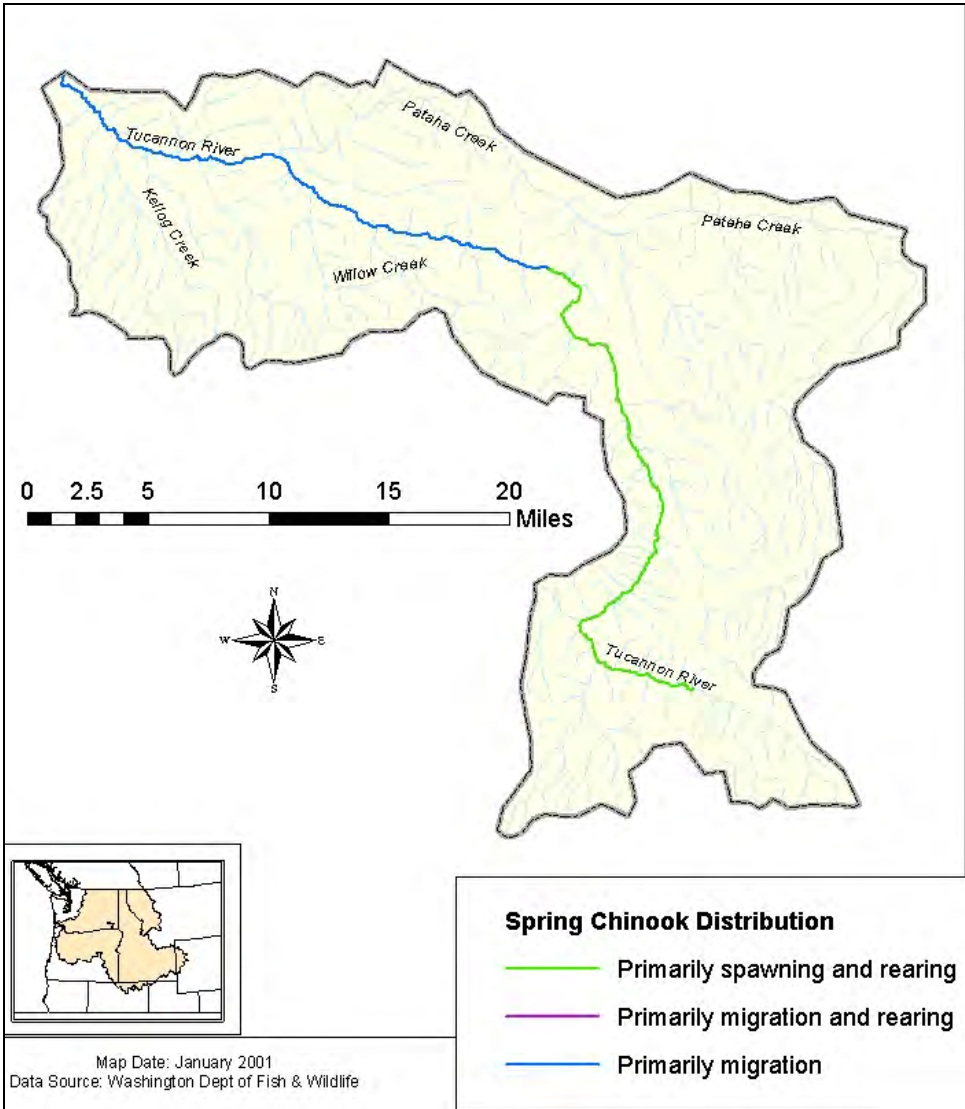 Pataha Creek
Tucannon River
Kellog Creek
Pataha Creek
Willow Creek
0 2.5 5 10 15 20
Miles
N
W E
S
Tucannon River
Spring Chinook Distribution
Primarily spawning and rearing
Primarily migration and rearing
Primarily migration
Map Date: January 2001
Data Source: Washington Dept of Fish & Wildlife